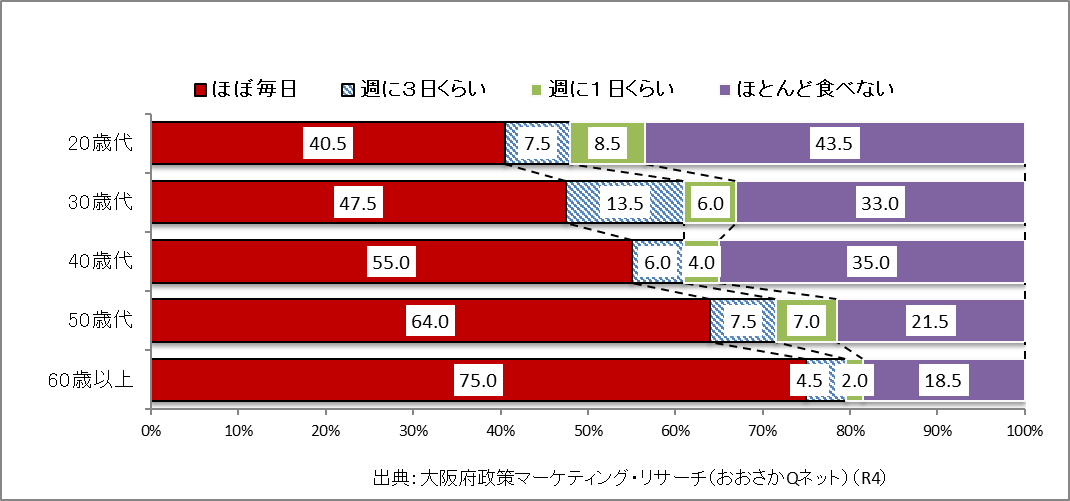 ほぼ毎日 週に３日くらい 週に１日くらい ほとんど食べない
20歳代 40.5 7.5 8.5 43.5
30歳代 47.5 13.5 6.0 33.0
40歳代 55.0 6.0 4.0 35.0
50歳代 64.0 7.5 7.0 21.5
60歳以上 75.0 4.5 2.0 18.5
0% 10% 20% 30% 40% 50% 60% 70% 80% 90% 100%
出典：大阪府政策マーケティング・リサーチ（おおさかQネット）（R4）